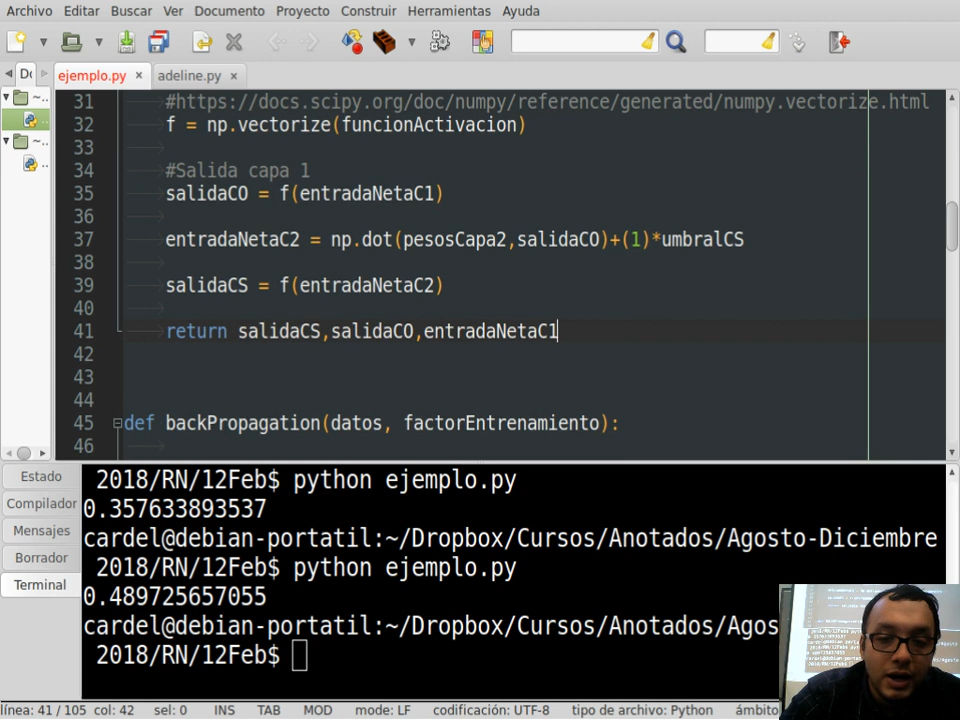 Archivo Editar Buscar Ver Documento Proyecto Construir Herramientas Ayuda
ejemplo.py × adeline.py ×
31 #https://docs.scipy.org/doc/numpy/reference/generated/numpy.vectorize.html
32 f = np.vectorize(funcionActivacion)
33
34 #Salida capa 1
35 salidaCO = f(entradaNetaC1)
36
37 entradaNetaC2 = np.dot(pesosCapa2,salidaCO)+(1)*umbralCS
38
39 salidaCS = f(entradaNetaC2)
40
41 return salidaCS,salidaCO,entradaNetaC1
42
43
44
45 def backPropagation(datos, factorEntrenamiento):
46
Estado
Compilador
Mensajes
Borrador
Terminal
2018/RN/12Feb$ python ejemplo.py
0.357633893537
cardel@debian-portatil:~/Dropbox/Cursos/Anotados/Agosto-Diciembre
2018/RN/12Feb$ python ejemplo.py
0.489725657055
cardel@debian-portatil:~/Dropbox/Cursos/Anotados/Agos
2018/RN/12Feb$
línea: 41 / 105 col: 42 sel: 0 INS TAB MOD mode: LF codificación: UTF-8 tipo de archivo: Python ámbito